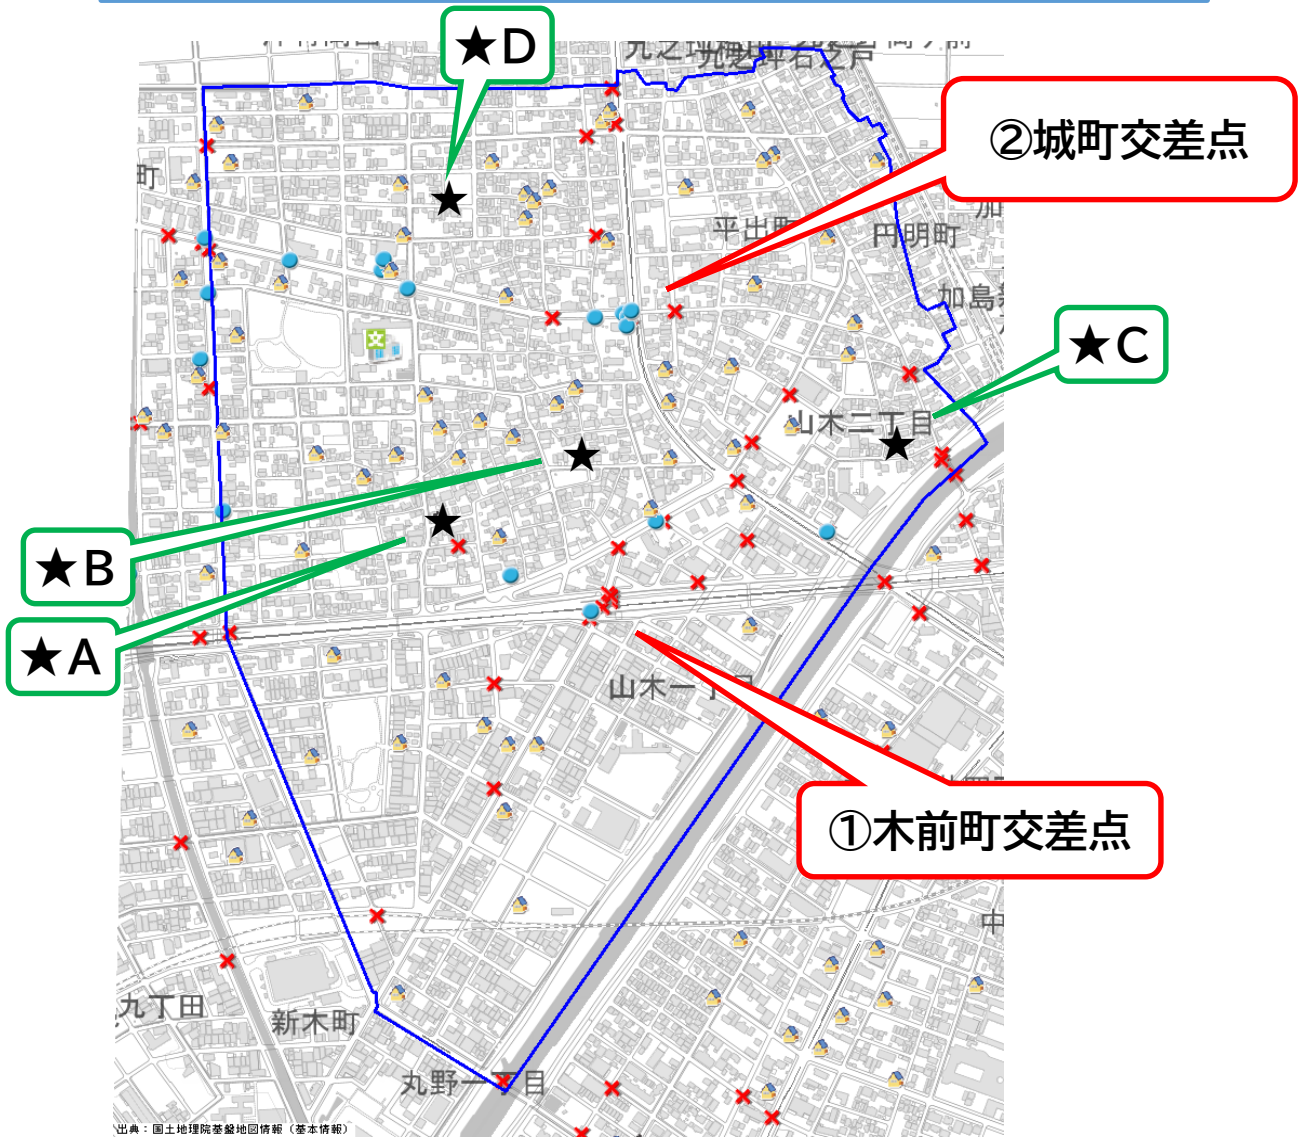 ★D
②城町交差点
町
平出町
円明町
★C
山木二丁目
★B
★A
山木一丁目
①木前町交差点
九丁田
新木町
丸野一丁目
中
文
出典：国土地理院基盤地図情報（基本情報）